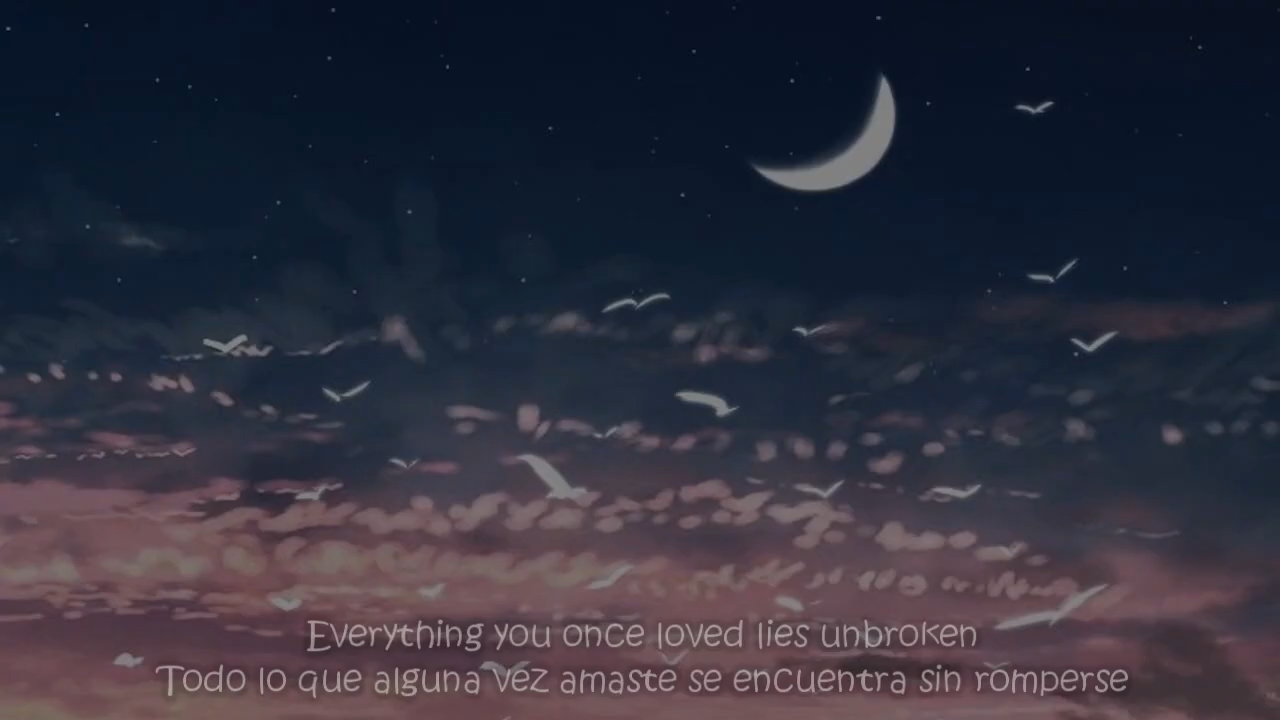 Everything you once loved lies unbroken
Todo lo que alguna vez amaste se encuentra sin romperse